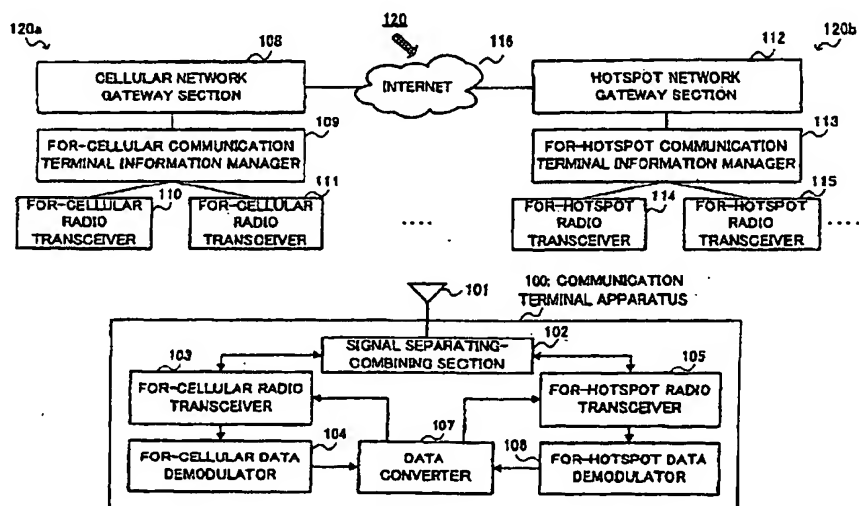 120a
108
120
116
112
120b
CELLULAR NETWORK
GATEWAY SECTION
INTERNET
HOTSPOT NETWORK
GATEWAY SECTION
109
113
FOR-CELLULAR COMMUNICATION
TERMINAL INFORMATION MANAGER
FOR-HOTSPOT COMMUNICATION
TERMINAL INFORMATION MANAGER
110
111
114
115
FOR-CELLULAR
RADIO
TRANSCEIVER
FOR-CELLULAR
RADIO
TRANSCEIVER
....
FOR-HOTSPOT
RADIO
TRANSCEIVER
FOR-HOTSPOT
RADIO
TRANSCEIVER
....
101
100: COMMUNICATION
TERMINAL APPARATUS
102
SIGNAL SEPARATING-
COMBINING SECTION
103
105
FOR-CELLULAR RADIO
TRANSCEIVER
FOR-HOTSPOT RADIO
TRANSCEIVER
104
107
106
FOR-CELLULAR DATA
DEMODULATOR
DATA
CONVERTER
FOR-HOTSPOT DATA
DEMODULATOR